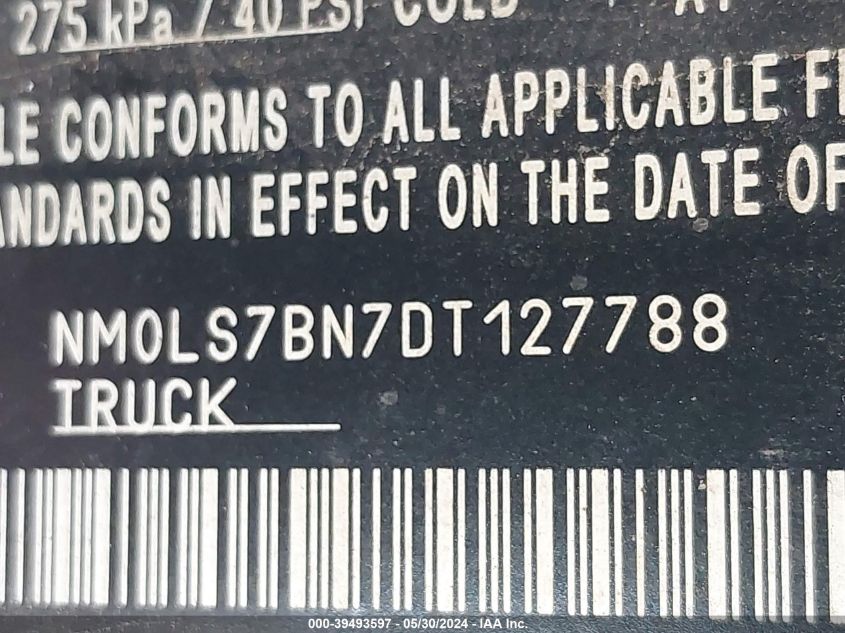 275 kPa / 40 PSI COLD
LE CONFORMS TO ALL APPLICABLE
ANDARDS IN EFFECT ON THE DATE OF
NM0LS7BN7DT127788
TRUCK
000-39493597 / 05/30/2024 - IAA Inc.